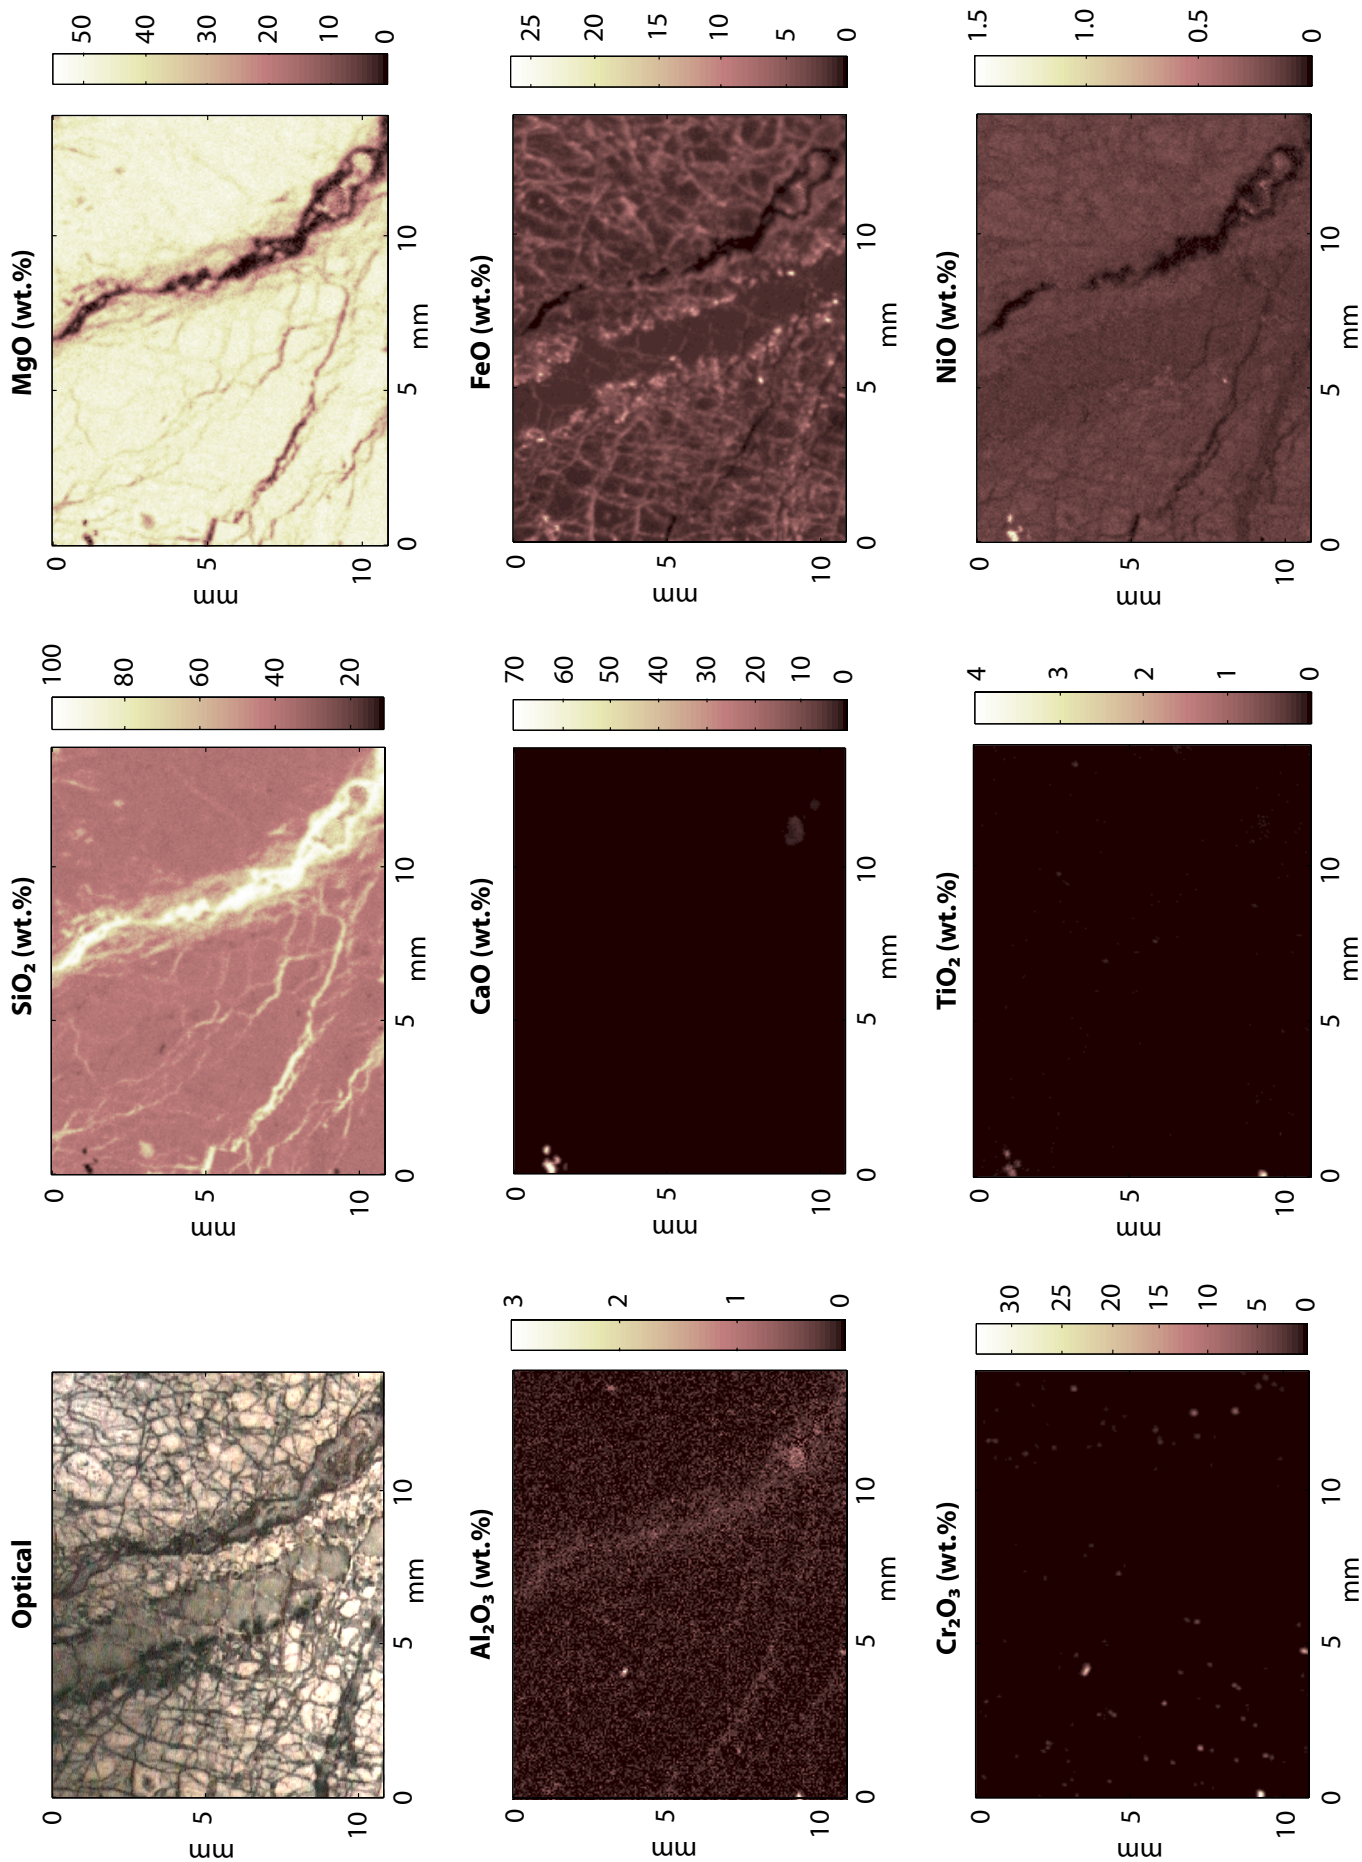 Optical
0
5
10
mm
0 5 10
mm
SiO₂ (wt.%)
0
5
10
mm
0 5 10
mm
100
80
60
40
20
MgO (wt.%)
0
5
10
mm
0 5 10
mm
50
40
30
20
10
0
Al₂O₃ (wt.%)
0
5
10
mm
0 5 10
mm
3
2
1
0
CaO (wt.%)
0
5
10
mm
0 5 10
mm
70
60
50
40
30
20
10
0
FeO (wt.%)
0
5
10
mm
0 5 10
mm
25
20
15
10
5
0
Cr₂O₃ (wt.%)
0
5
10
mm
0 5 10
mm
30
25
20
15
10
5
0
TiO₂ (wt.%)
0
5
10
mm
0 5 10
mm
4
3
2
1
0
NiO (wt.%)
0
5
10
mm
0 5 10
mm
1.5
1.0
0.5
0